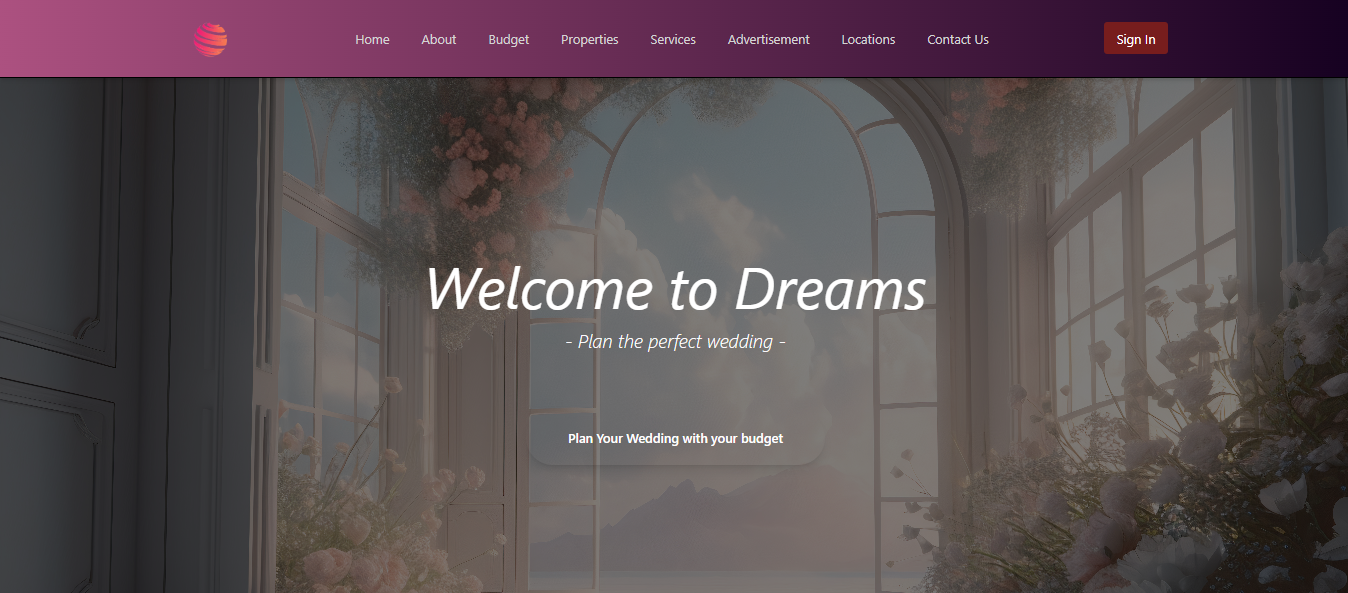 Home About Budget Properties Services Advertisement Locations Contact Us Sign In
Welcome to Dreams
- Plan the perfect wedding -
Plan Your Wedding with your budget